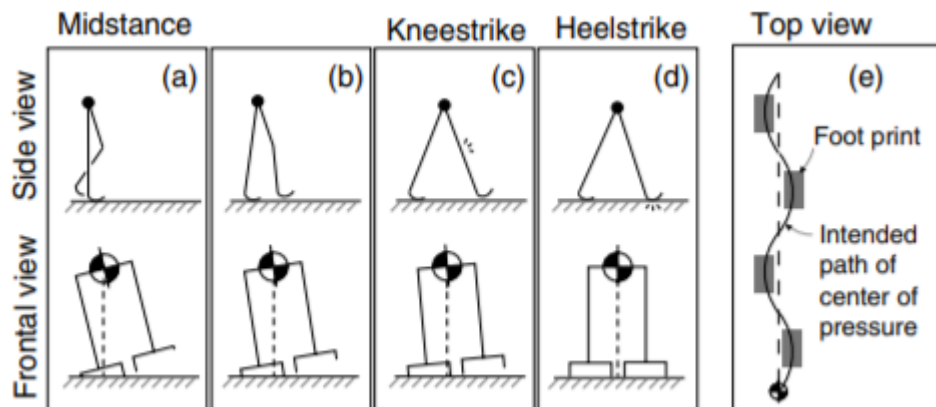 Midstance
Kneestrike
Heelstrike
Top view
Side view
(a)
(b)
(c)
(d)
(e)
Foot print
Intended
path of
center of
pressure
Frontal view